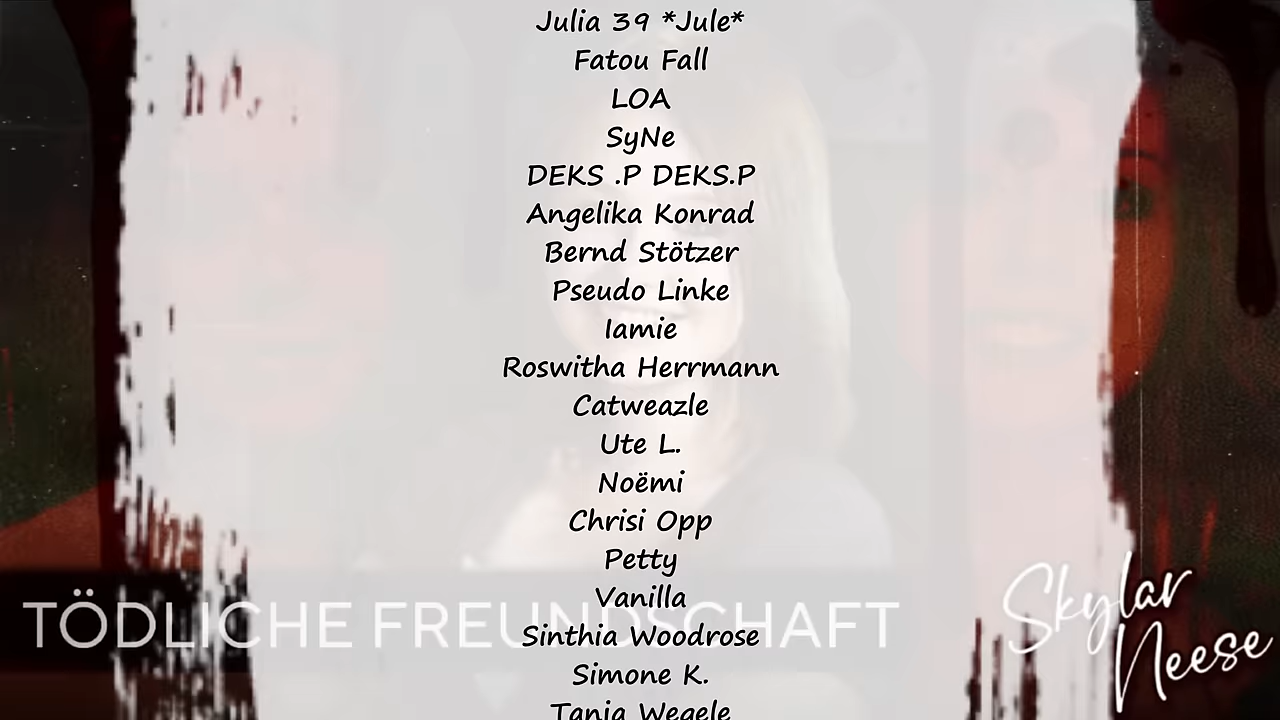 Julia 39 *Jule*
Fatou Fall
LOA
SyNe
DEKS .P DEKS.P
Angelika Konrad
Bernd Stötzer
Pseudo Linke
Iamie
Roswitha Herrmann
Catweazle
Ute L.
Noëmi
Chrisi Opp
Petty
Vanilla
TÖDLICHE FREUNDSCHAFT
Sinthia Woodrose
Simone K.
Tanja Wegele
Skylar
Neese